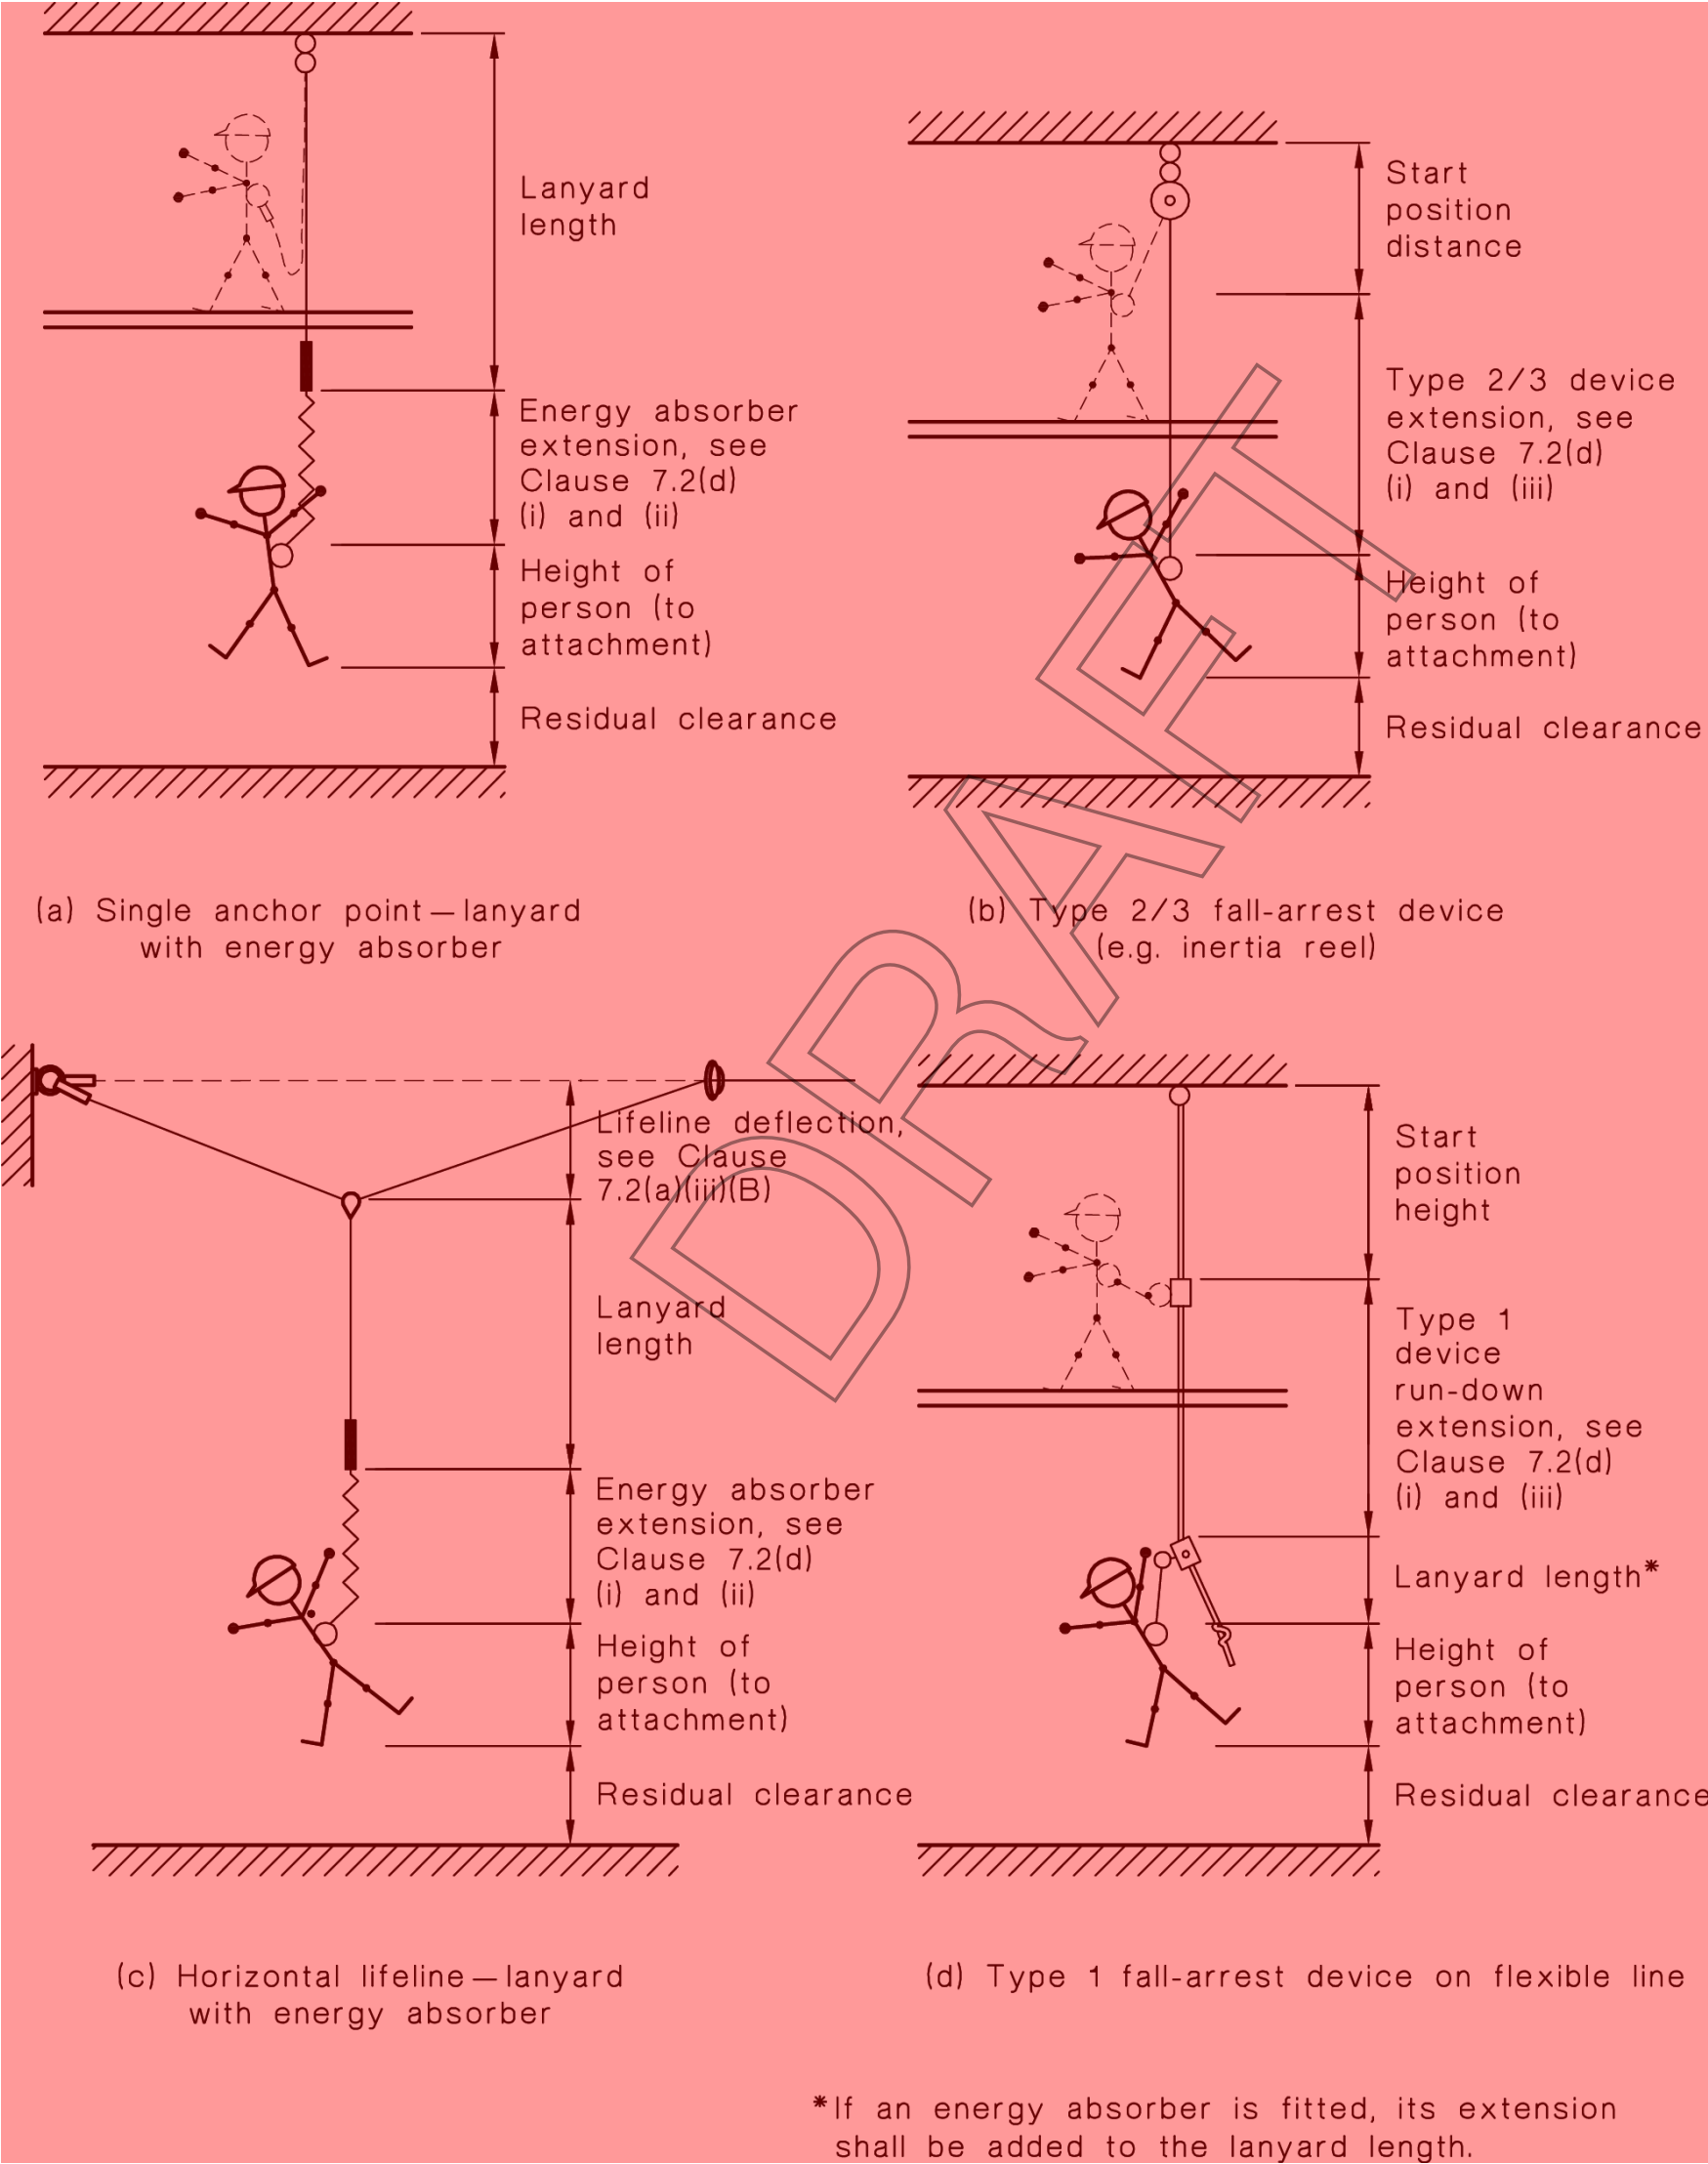 Lanyard
length
Energy absorber
extension, see
Clause 7.2(d)
(i) and (ii)
Height of
person (to
attachment)
Residual clearance
(a) Single anchor point—lanyard
with energy absorber
Start
position
distance
Type 2/3 device
extension, see
Clause 7.2(d)
(i) and (iii)
Height of
person (to
attachment)
Residual clearance
(b) Type 2/3 fall-arrest device
(e.g. inertia reel)
DRAFT
Lifeline deflection,
see Clause
7.2(a)(iii)(B)
Lanyard
length
Energy absorber
extension, see
Clause 7.2(d)
(i) and (ii)
Height of
person (to
attachment)
Residual clearance
(c) Horizontal lifeline—lanyard
with energy absorber
Start
position
height
Type 1
device
run-down
extension, see
Clause 7.2(d)
(i) and (iii)
Lanyard length*
Height of
person (to
attachment)
Residual clearance
(d) Type 1 fall-arrest device on flexible line
*If an energy absorber is fitted, its extension
shall be added to the lanyard length.